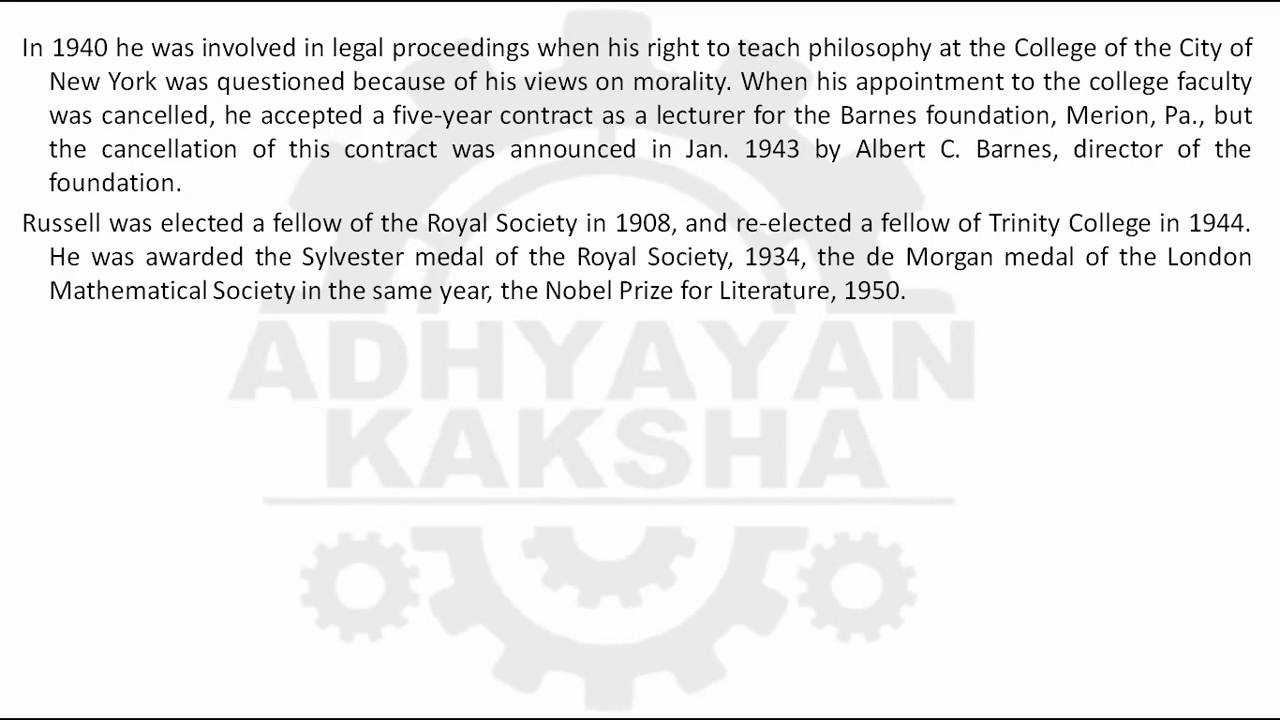 In 1940 he was involved in legal proceedings when his right to teach philosophy at the College of the City of
New York was questioned because of his views on morality. When his appointment to the college faculty
was cancelled, he accepted a five-year contract as a lecturer for the Barnes foundation, Merion, Pa., but
the cancellation of this contract was announced in Jan. 1943 by Albert C. Barnes, director of the
foundation.
Russell was elected a fellow of the Royal Society in 1908, and re-elected a fellow of Trinity College in 1944.
He was awarded the Sylvester medal of the Royal Society, 1934, the de Morgan medal of the London
Mathematical Society in the same year, the Nobel Prize for Literature, 1950.
ADHYAYAN
KAKSHA